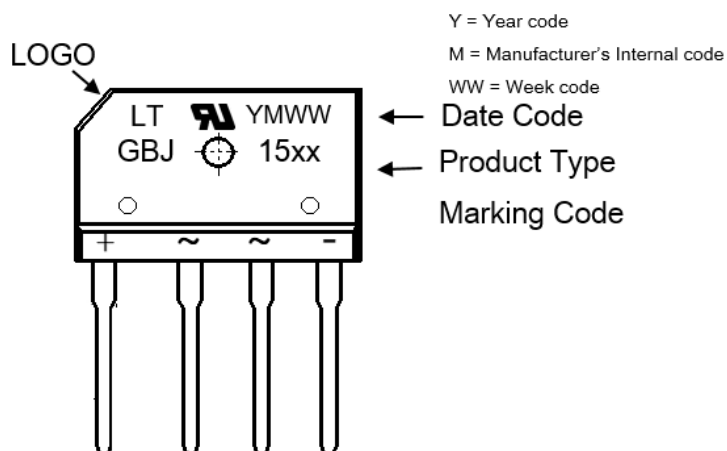 Y = Year code
M = Manufacturer's Internal code
WW = Week code
LOGO
LT RU YMWW
Date Code
GBJ 15xx
Product Type
Marking Code
+ ~ ~ -